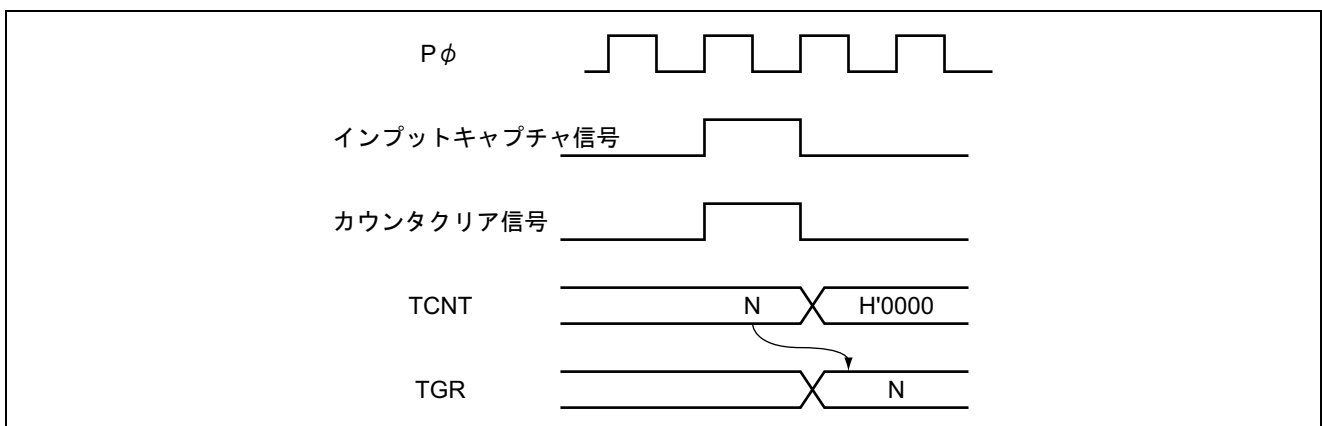 Pφ
インプットキャプチャ信号
カウンタクリア信号
TCNT N H'0000
TGR N